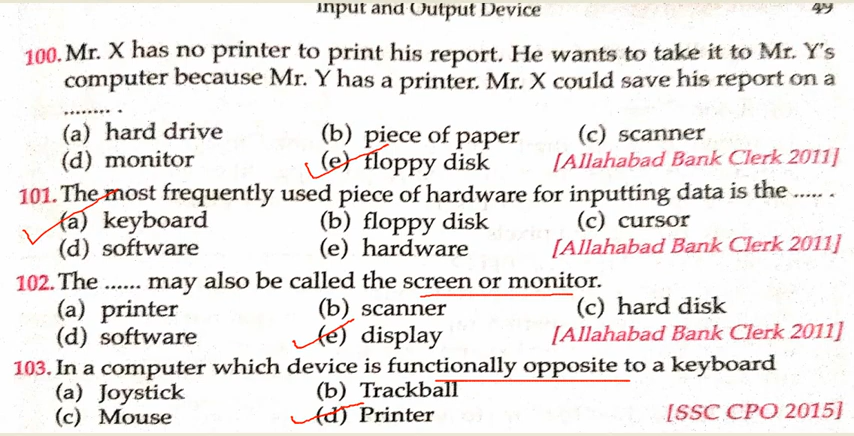 Input and Output Device 49
100. Mr. X has no printer to print his report. He wants to take it to Mr. Y's
computer because Mr. Y has a printer. Mr. X could save his report on a
........ .
(a) hard drive (b) piece of paper (c) scanner
(d) monitor (e) floppy disk [Allahabad Bank Clerk 2011]
101. The most frequently used piece of hardware for inputting data is the ...... .
(a) keyboard (b) floppy disk (c) cursor
(d) software (e) hardware [Allahabad Bank Clerk 2011]
102. The ...... may also be called the screen or monitor.
(a) printer (b) scanner (c) hard disk
(d) software (e) display [Allahabad Bank Clerk 2011]
103. In a computer which device is functionally opposite to a keyboard
(a) Joystick (b) Trackball
(c) Mouse (d) Printer [SSC CPO 2015]